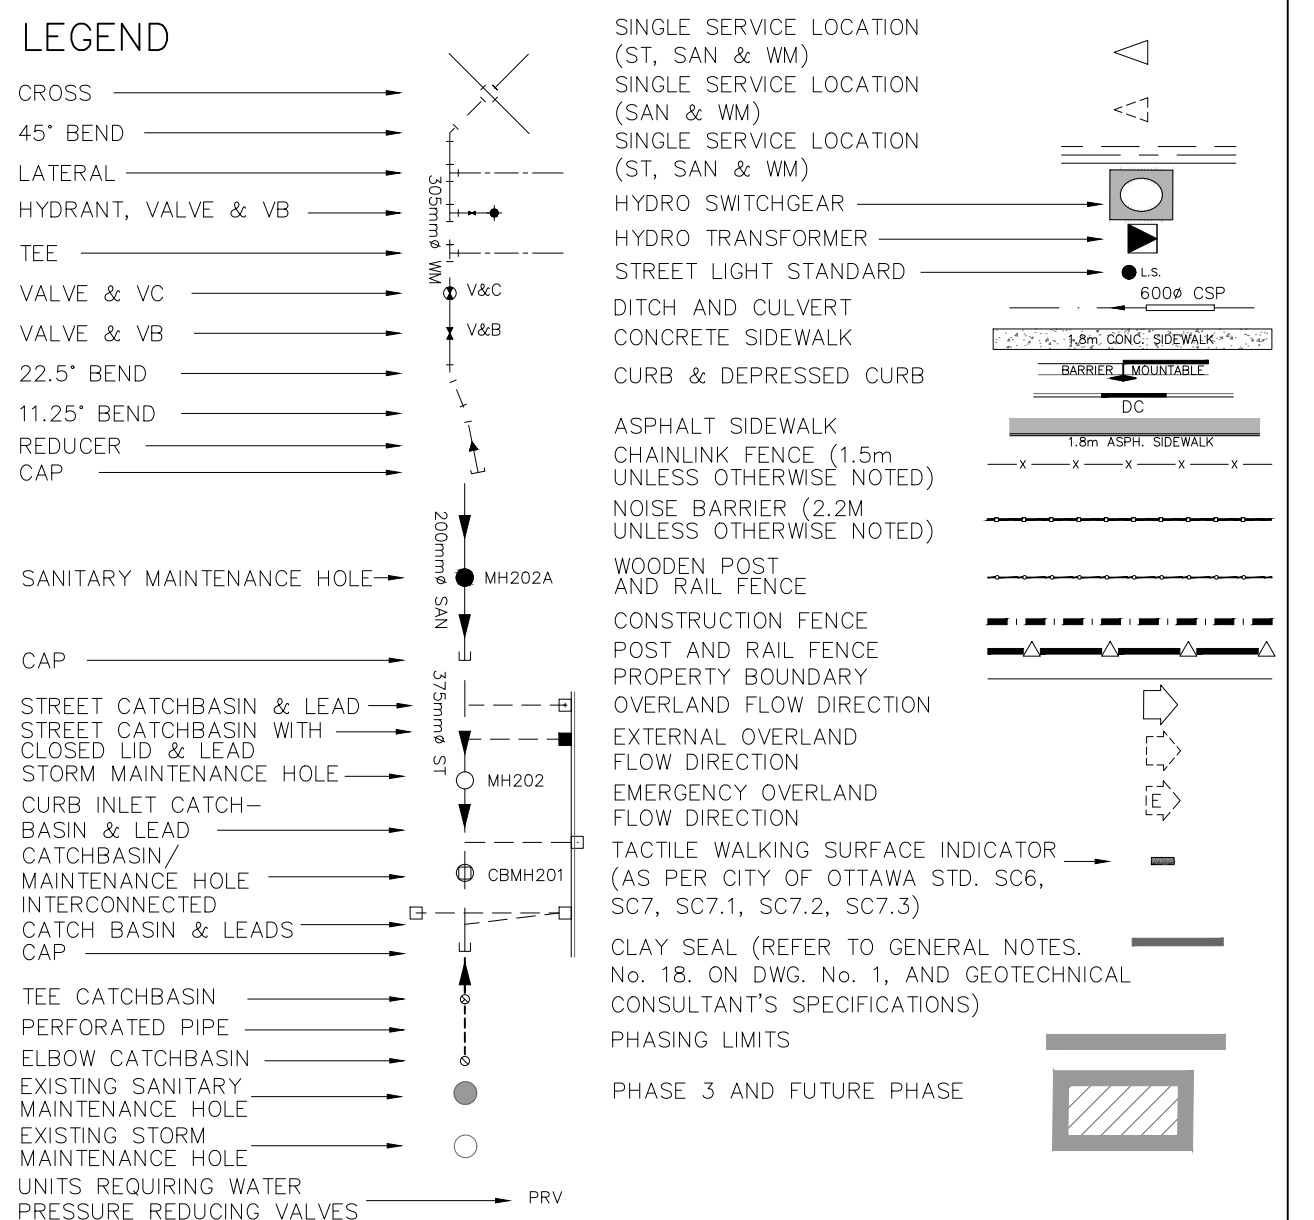 LEGEND
CROSS
45° BEND
LATERAL
HYDRANT, VALVE & VB
TEE
VALVE & VC
VALVE & VB
22.5° BEND
11.25° BEND
REDUCER
CAP
SANITARY MAINTENANCE HOLE
CAP
STREET CATCHBASIN & LEAD
STREET CATCHBASIN WITH
CLOSED LID & LEAD
STORM MAINTENANCE HOLE
CURB INLET CATCH-
BASIN & LEAD
CATCHBASIN/
MAINTENANCE HOLE
INTERCONNECTED
CATCH BASIN & LEADS
CAP
TEE CATCHBASIN
PERFORATED PIPE
ELBOW CATCHBASIN
EXISTING SANITARY
MAINTENANCE HOLE
EXISTING STORM
MAINTENANCE HOLE
UNITS REQUIRING WATER
PRESSURE REDUCING VALVES
305mmø WM
V&C
V&B
200mmø SAN
MH202A
375mmø ST
MH202
CBMH201
PRV
SINGLE SERVICE LOCATION
(ST, SAN & WM)
SINGLE SERVICE LOCATION
(SAN & WM)
SINGLE SERVICE LOCATION
(ST, SAN & WM)
HYDRO SWITCHGEAR
HYDRO TRANSFORMER
STREET LIGHT STANDARD
L.S.
DITCH AND CULVERT
600ø CSP
CONCRETE SIDEWALK
1.8m CONC. SIDEWALK
CURB & DEPRESSED CURB
BARRIER MOUNTABLE
DC
ASPHALT SIDEWALK
1.8m ASPH. SIDEWALK
CHAINLINK FENCE (1.5m
UNLESS OTHERWISE NOTED)
X X X X X
NOISE BARRIER (2.2M
UNLESS OTHERWISE NOTED)
WOODEN POST
AND RAIL FENCE
CONSTRUCTION FENCE
POST AND RAIL FENCE
PROPERTY BOUNDARY
OVERLAND FLOW DIRECTION
EXTERNAL OVERLAND
FLOW DIRECTION
EMERGENCY OVERLAND
FLOW DIRECTION
E
TACTILE WALKING SURFACE INDICATOR
(AS PER CITY OF OTTAWA STD. SC6,
SC7, SC7.1, SC7.2, SC7.3)
CLAY SEAL (REFER TO GENERAL NOTES.
No. 18. ON DWG. No. 1, AND GEOTECHNICAL
CONSULTANT'S SPECIFICATIONS)
PHASING LIMITS
PHASE 3 AND FUTURE PHASE